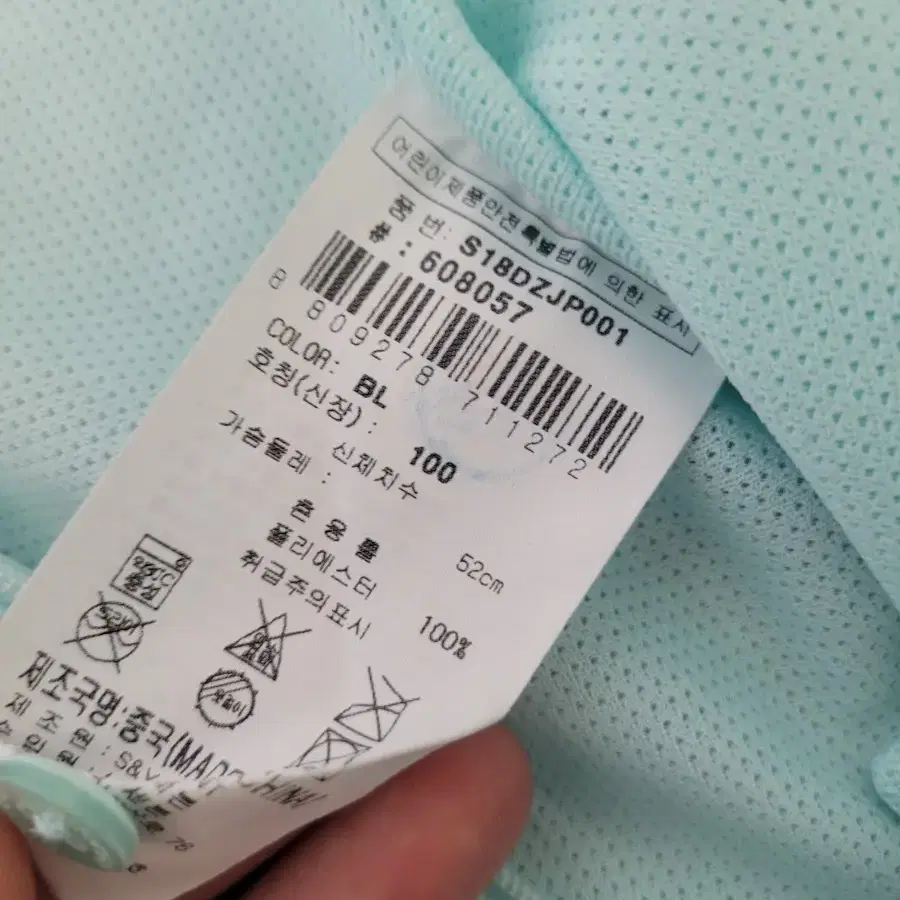 어린이제품안전특별법에 의한 표시
품 번: S18DZJP001
# : 608057
8 809278 711272
COLOR: BL
호칭(신장): 100
신체치수
가슴둘레 : 52cm
혼 용 률
폴리에스터 100%
취급주의표시
제조국명:중국(MADE CHINA)
제 조 원 : S&V